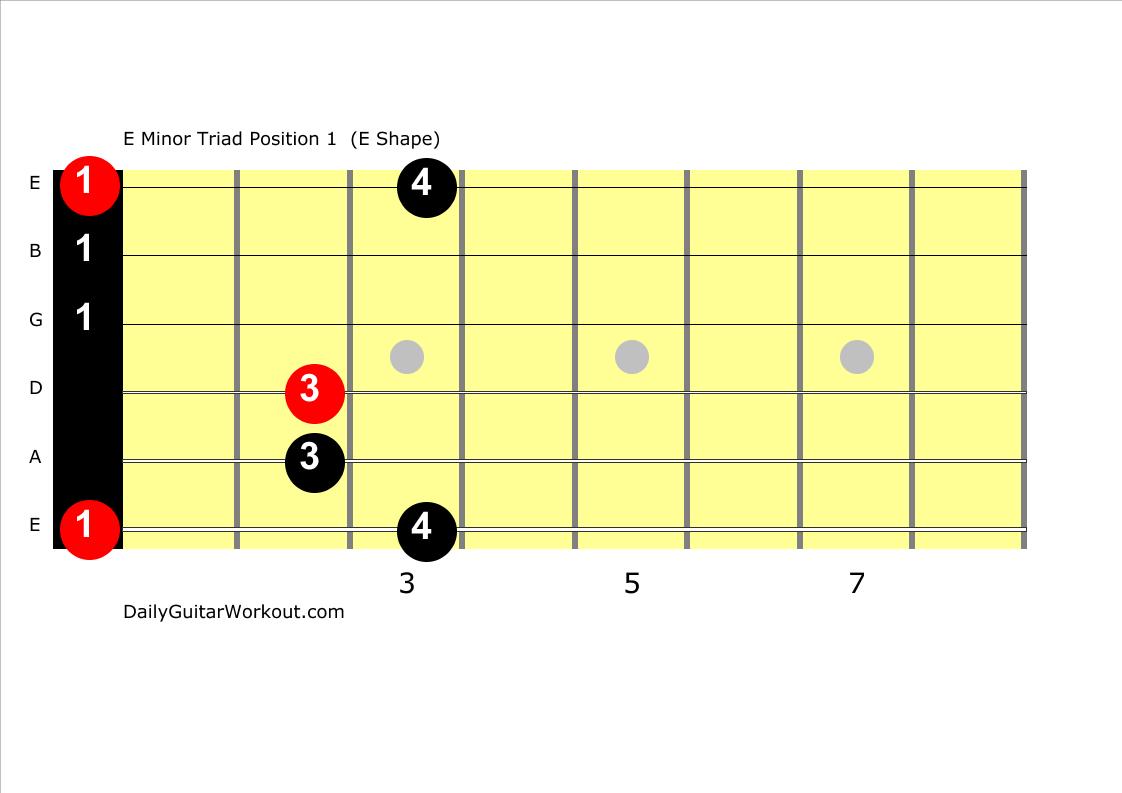 E Minor Triad Position 1 (E Shape)
E 1 4
B 1
G 1
D 3
A 3
E 1 4
3 5 7
DailyGuitarWorkout.com